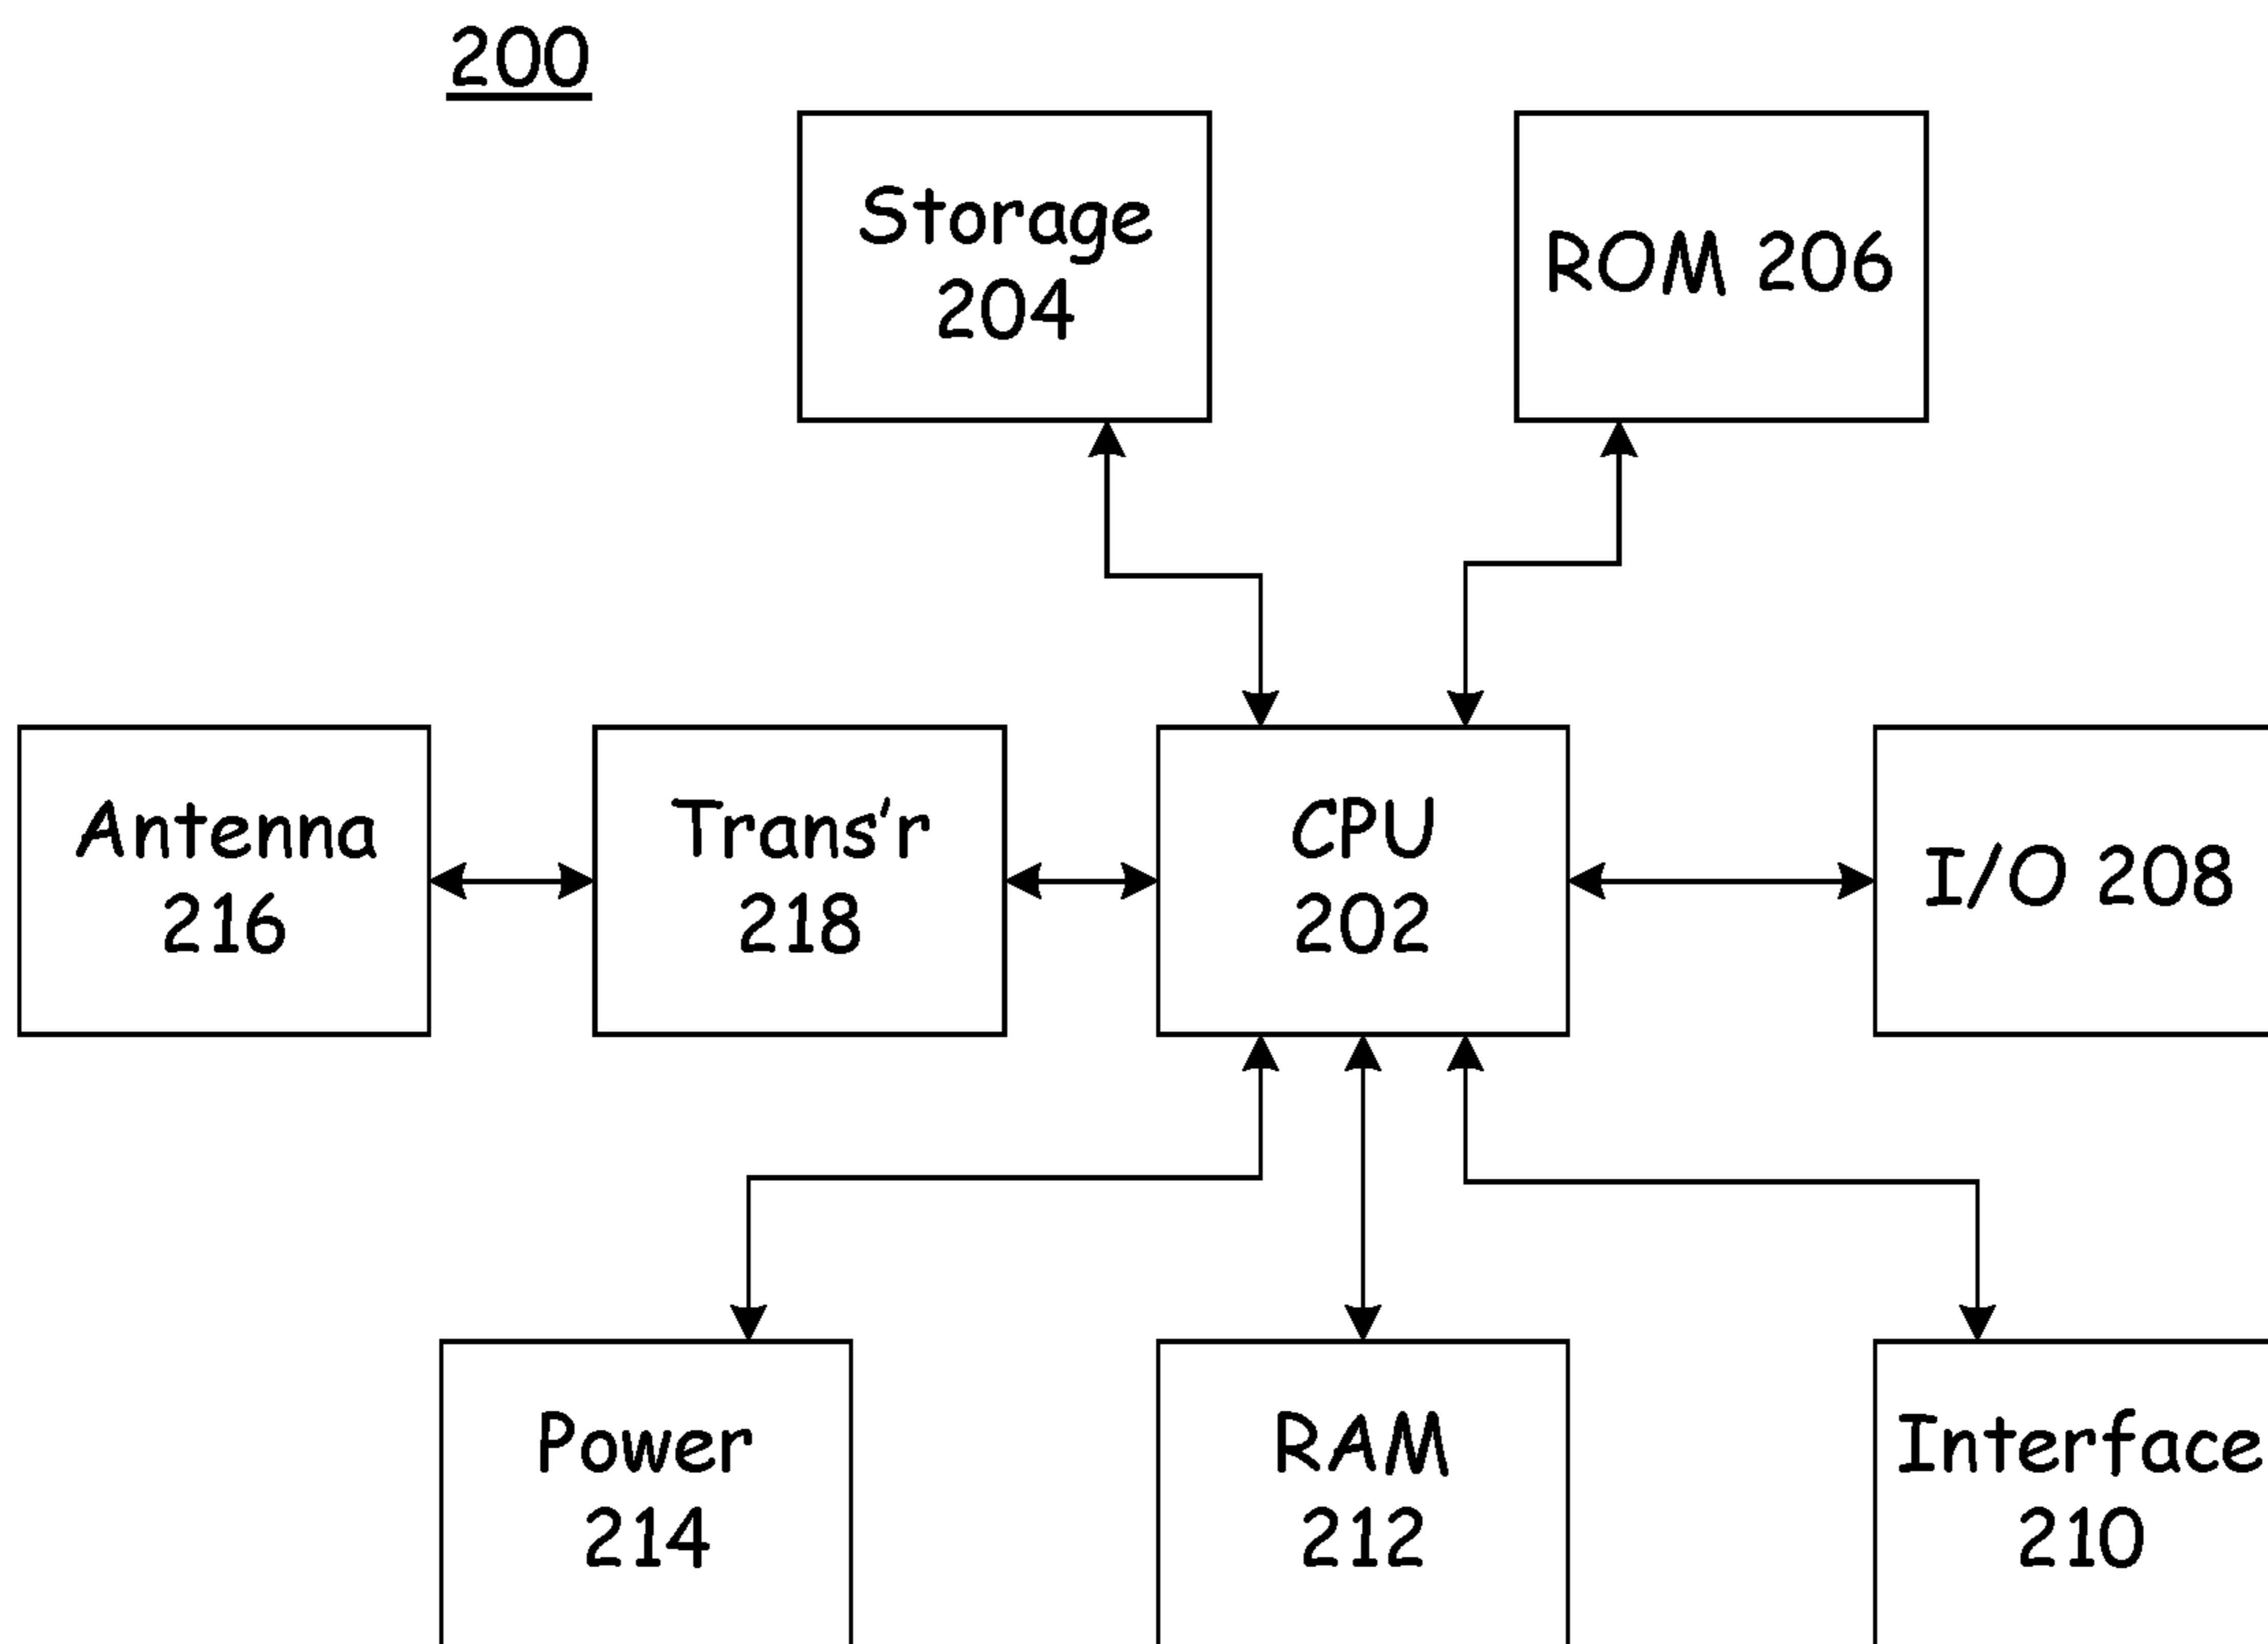 200
Storage
204
ROM 206
Antenna
216
Trans'r
218
CPU
202
I/O 208
Power
214
RAM
212
Interface
210